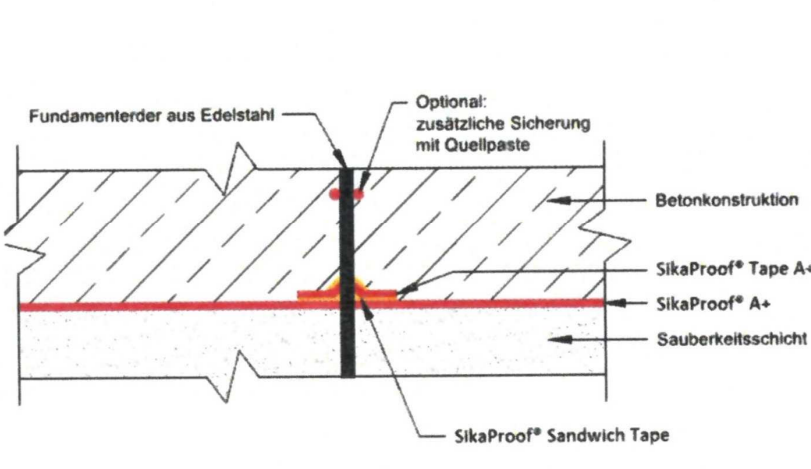 Optional:
Fundamenterder aus Edelstahl
zusätzliche Sicherung
mit Quellpaste
Betonkonstruktion
SikaProof® Tape A+
SikaProof® A+
Sauberkeitsschicht
SikaProof® Sandwich Tape